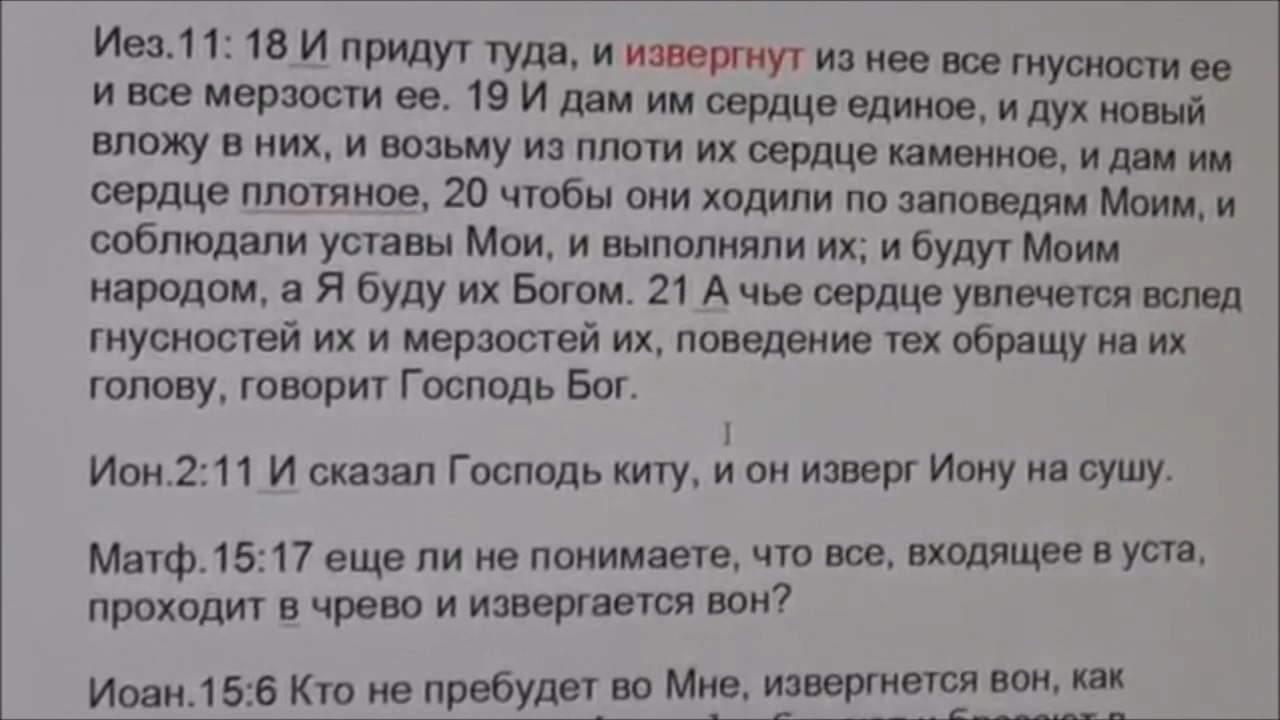 Иез.11: 18 И придут туда, и извергнут из нее все гнусности ее
и все мерзости ее. 19 И дам им сердце единое, и дух новый
вложу в них, и возьму из плоти их сердце каменное, и дам им
сердце плотяное, 20 чтобы они ходили по заповедям Моим, и
соблюдали уставы Мои, и выполняли их; и будут Моим
народом, а Я буду их Богом. 21 А чье сердце увлечется вслед
гнусностей их и мерзостей их, поведение тех обращу на их
голову, говорит Господь Бог.
Ион.2:11 И сказал Господь киту, и он изверг Иону на сушу.
Матф.15:17 еще ли не понимаете, что все, входящее в уста,
проходит в чрево и извергается вон?
Иоан.15:6 Кто не пребудет во Мне, извергнется вон, как